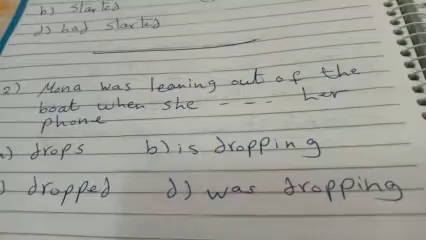 b) started
d) had started
2) Mona was leaning out of the
boat when she - - - her
phone
a) drops b) is dropping
c) dropped d) was dropping